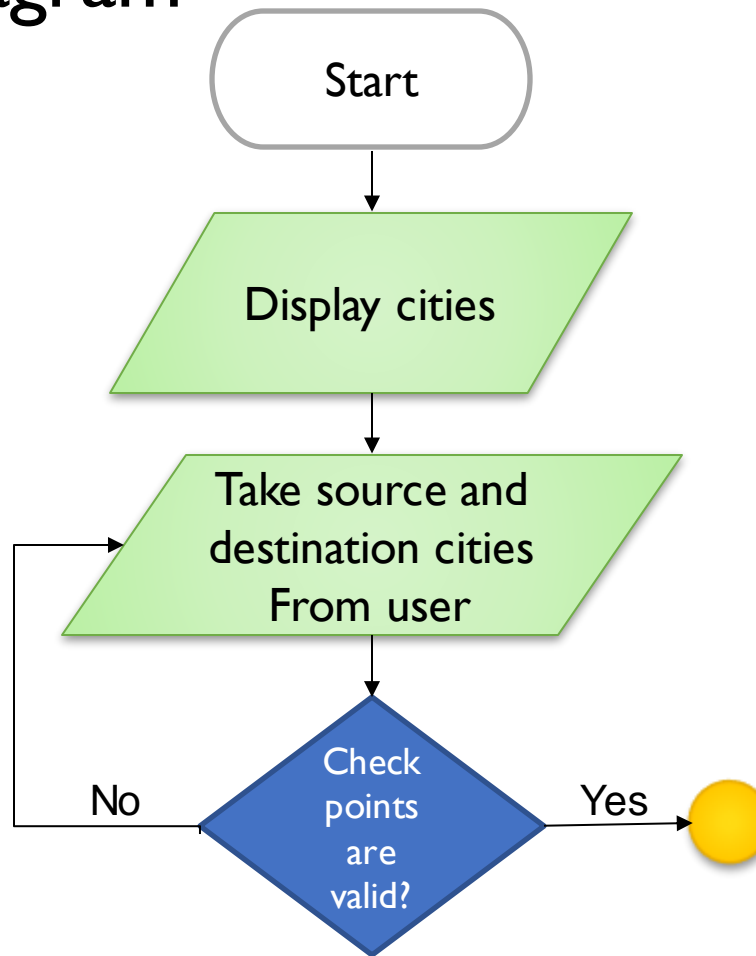 Start
Display cities
Take source and
destination cities
From user
Check
points
are
valid?
No
Yes